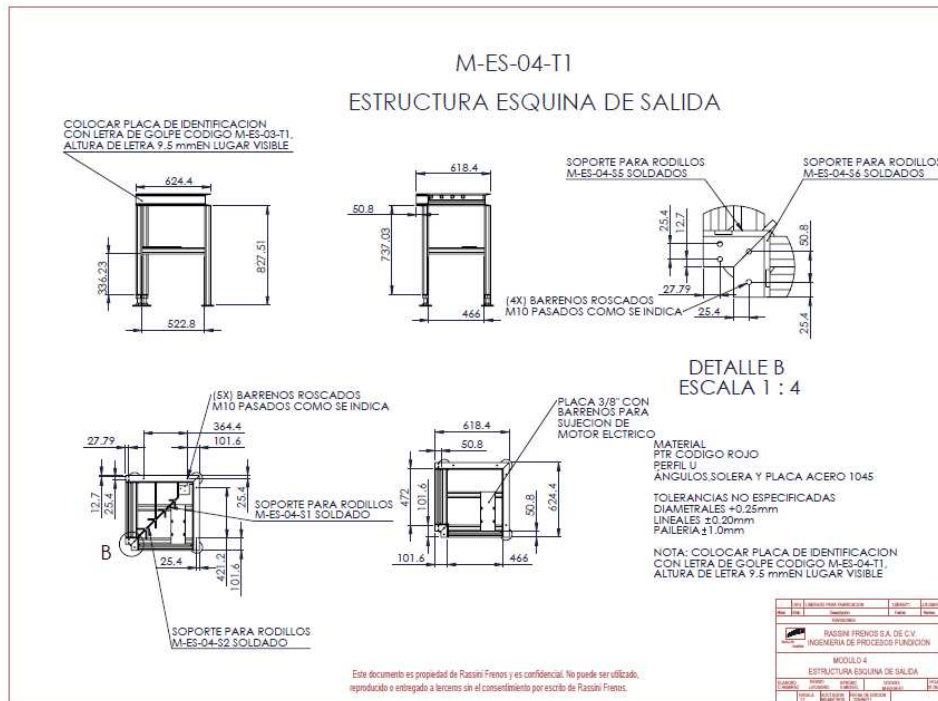 M-ES-04-T1
ESTRUCTURA ESQUINA DE SALIDA
COLOCAR PLACA DE IDENTIFICACION
CON LETRA DE GOLPE CODIGO M-ES-03-T1,
ALTURA DE LETRA 9.5 mmEN LUGAR VISIBLE
624.4
827.51
336.23
522.8
618.4
50.8
737.03
466
SOPORTE PARA RODILLOS
M-ES-04-S5 SOLDADOS
SOPORTE PARA RODILLOS
M-ES-04-S6 SOLDADOS
25.4
12.7
50.8
27.79
(4X) BARRENOS ROSCADOS
M10 PASADOS COMO SE INDICA
25.4
25.4
DETALLE B
ESCALA 1 : 4
(5X) BARRENOS ROSCADOS
M10 PASADOS COMO SE INDICA
364.4
27.79
101.6
12.7
25.4
25.4
SOPORTE PARA RODILLOS
M-ES-04-S1 SOLDADO
B
25.4
421.2
101.6
SOPORTE PARA RODILLOS
M-ES-04-S2 SOLDADO
PLACA 3/8" CON
BARRENOS PARA
SUJECION DE
MOTOR ELCTRICO
618.4
50.8
472
101.6
50.8
624.4
101.6
466
MATERIAL
PTR CODIGO ROJO
PERFIL U
ÁNGULOS,SOLERA Y PLACA ACERO 1045
TOLERANCIAS NO ESPECIFICADAS
DIAMETRALES +0.25mm
LINEALES ±0.20mm
PAILERIA±1.0mm
NOTA: COLOCAR PLACA DE IDENTIFICACION
CON LETRA DE GOLPE CODIGO M-ES-04-T1,
ALTURA DE LETRA 9.5 mmEN LUGAR VISIBLE
RASSINI FRENOS S.A. DE C.V.
INGENIERIA DE PROCESOS FUNDICION
MODULO 4
ESTRUCTURA ESQUINA DE SALIDA
Este documento es propiedad de Rassini Frenos y es confidencial. No puede ser utilizado,
reproducido o entregado a terceros sin el consentimiento por escrito de Rassini Frenos.